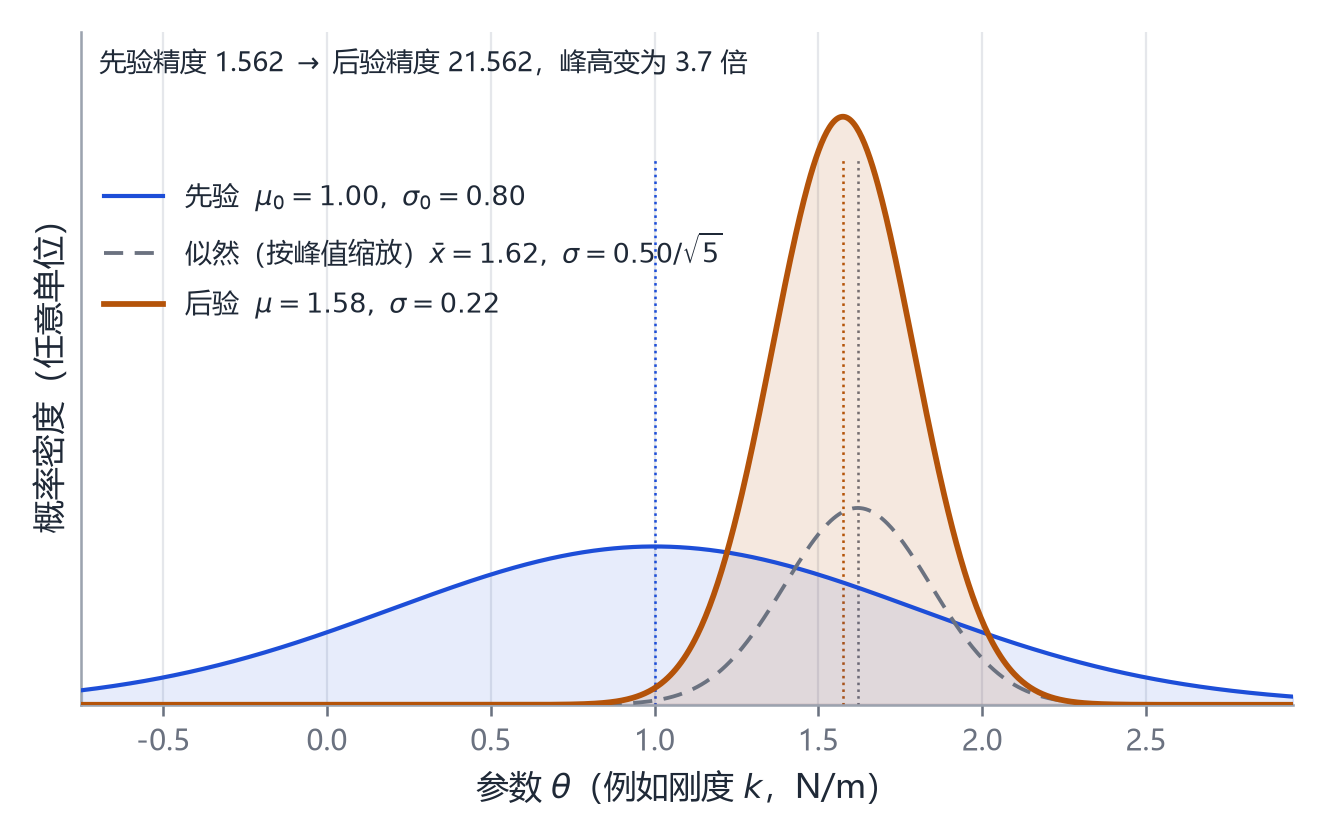 先验精度 1.562 → 后验精度 21.562，峰高变为 3.7 倍
先验 μ₀ = 1.00, σ₀ = 0.80
似然（按峰值缩放）x̄ = 1.62, σ = 0.50/√5
后验 μ = 1.58, σ = 0.22
概率密度（任意单位）
-0.5 0.0 0.5 1.0 1.5 2.0 2.5
参数 θ（例如刚度 k，N/m）